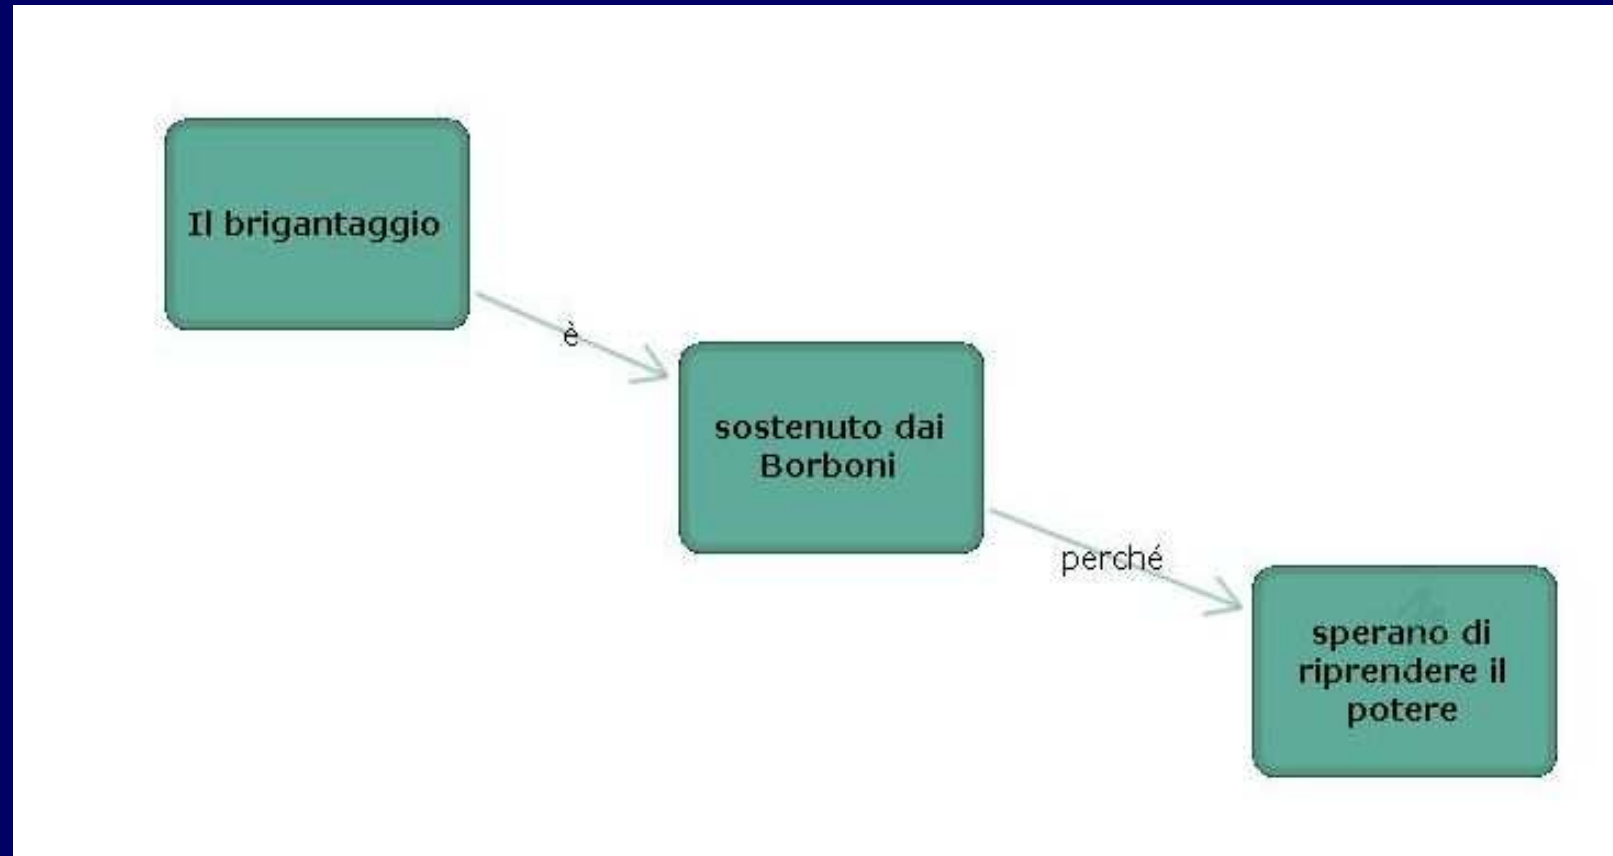 Il brigantaggio
è
sostenuto dai
Borboni
perché
sperano di
riprendere il
potere